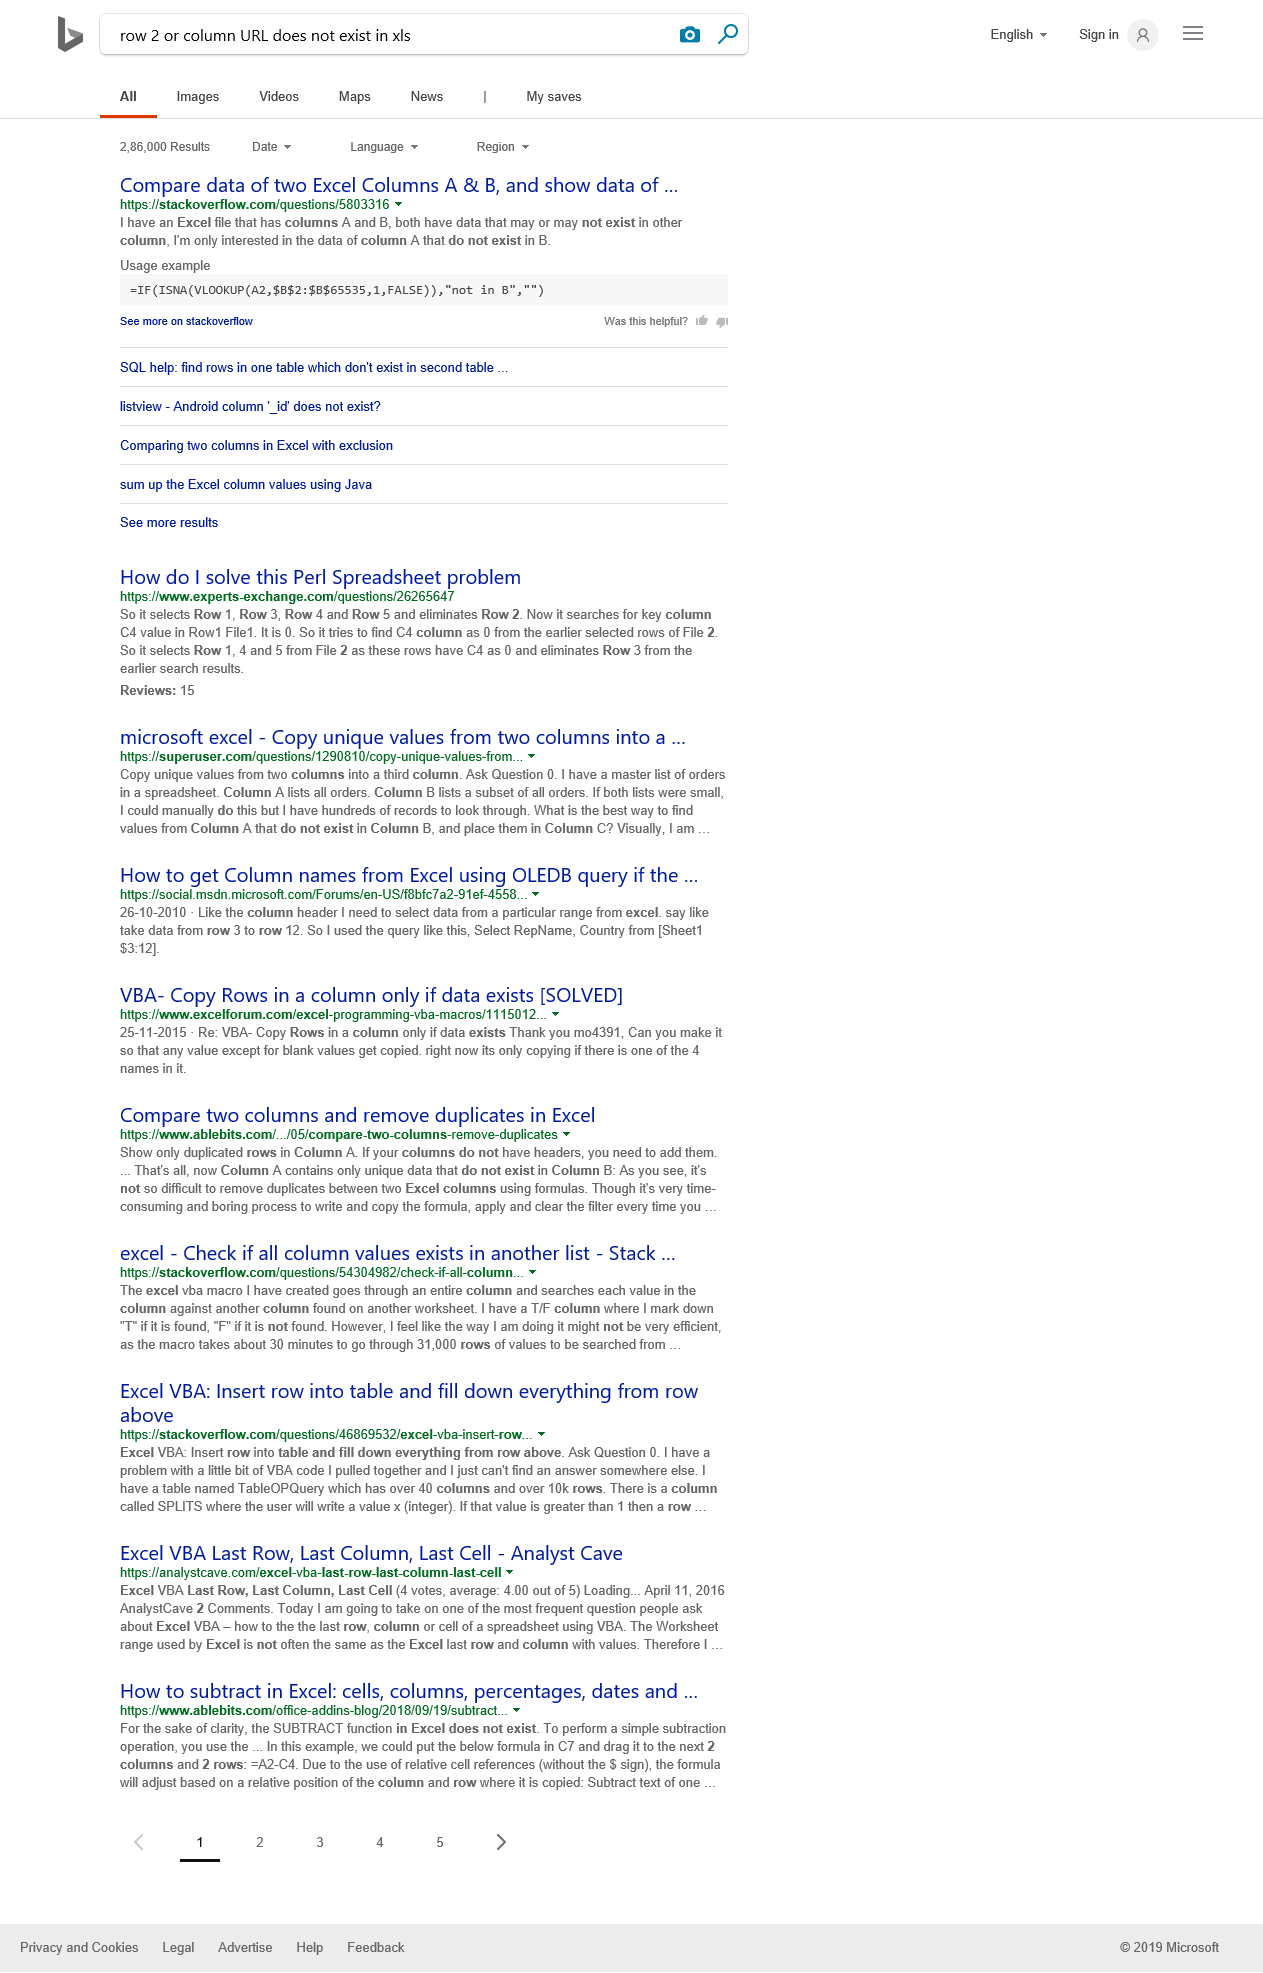 row 2 or column URL does not exist in xls
English
Sign in
All Images Videos Maps News | My saves
2,86,000 Results Date Language Region
Compare data of two Excel Columns A & B, and show data of ...
https://stackoverflow.com/questions/5803316
I have an Excel file that has columns A and B, both have data that may or may not exist in other
column, I'm only interested in the data of column A that do not exist in B.
Usage example
=IF(ISNA(VLOOKUP(A2,$B$2:$B$65535,1,FALSE)),"not in B","")
See more on stackoverflow Was this helpful?
SQL help: find rows in one table which don't exist in second table ...
listview - Android column '_id' does not exist?
Comparing two columns in Excel with exclusion
sum up the Excel column values using Java
See more results
How do I solve this Perl Spreadsheet problem
https://www.experts-exchange.com/questions/26265647
So it selects Row 1, Row 3, Row 4 and Row 5 and eliminates Row 2. Now it searches for key column
C4 value in Row1 File1. It is 0. So it tries to find C4 column as 0 from the earlier selected rows of File 2.
So it selects Row 1, 4 and 5 from File 2 as these rows have C4 as 0 and eliminates Row 3 from the
earlier search results.
Reviews: 15
microsoft excel - Copy unique values from two columns into a ...
https://superuser.com/questions/1290810/copy-unique-values-from...
Copy unique values from two columns into a third column. Ask Question 0. I have a master list of orders
in a spreadsheet. Column A lists all orders. Column B lists a subset of all orders. If both lists were small,
I could manually do this but I have hundreds of records to look through. What is the best way to find
values from Column A that do not exist in Column B, and place them in Column C? Visually, I am ...
How to get Column names from Excel using OLEDB query if the ...
https://social.msdn.microsoft.com/Forums/en-US/f8bfc7a2-91ef-4558...
26-10-2010 · Like the column header I need to select data from a particular range from excel. say like
take data from row 3 to row 12. So I used the query like this, Select RepName, Country from [Sheet1
$3:12].
VBA- Copy Rows in a column only if data exists [SOLVED]
https://www.excelforum.com/excel-programming-vba-macros/1115012...
25-11-2015 · Re: VBA- Copy Rows in a column only if data exists Thank you mo4391, Can you make it
so that any value except for blank values get copied. right now its only copying if there is one of the 4
names in it.
Compare two columns and remove duplicates in Excel
https://www.ablebits.com/.../05/compare-two-columns-remove-duplicates
Show only duplicated rows in Column A. If your columns do not have headers, you need to add them.
... That's all, now Column A contains only unique data that do not exist in Column B: As you see, it's
not so difficult to remove duplicates between two Excel columns using formulas. Though it's very time-
consuming and boring process to write and copy the formula, apply and clear the filter every time you ...
excel - Check if all column values exists in another list - Stack ...
https://stackoverflow.com/questions/54304982/check-if-all-column...
The excel vba macro I have created goes through an entire column and searches each value in the
column against another column found on another worksheet. I have a T/F column where I mark down
"T" if it is found, "F" if it is not found. However, I feel like the way I am doing it might not be very efficient,
as the macro takes about 30 minutes to go through 31,000 rows of values to be searched from ...
Excel VBA: Insert row into table and fill down everything from row
above
https://stackoverflow.com/questions/46869532/excel-vba-insert-row...
Excel VBA: Insert row into table and fill down everything from row above. Ask Question 0. I have a
problem with a little bit of VBA code I pulled together and I just can't find an answer somewhere else. I
have a table named TableOPQuery which has over 40 columns and over 10k rows. There is a column
called SPLITS where the user will write a value x (integer). If that value is greater than 1 then a row ...
Excel VBA Last Row, Last Column, Last Cell - Analyst Cave
https://analystcave.com/excel-vba-last-row-last-column-last-cell
Excel VBA Last Row, Last Column, Last Cell (4 votes, average: 4.00 out of 5) Loading... April 11, 2016
AnalystCave 2 Comments. Today I am going to take on one of the most frequent question people ask
about Excel VBA – how to the the last row, column or cell of a spreadsheet using VBA. The Worksheet
range used by Excel is not often the same as the Excel last row and column with values. Therefore I ...
How to subtract in Excel: cells, columns, percentages, dates and ...
https://www.ablebits.com/office-addins-blog/2018/09/19/subtract...
For the sake of clarity, the SUBTRACT function in Excel does not exist. To perform a simple subtraction
operation, you use the ... In this example, we could put the below formula in C7 and drag it to the next 2
columns and 2 rows: =A2-C4. Due to the use of relative cell references (without the $ sign), the formula
will adjust based on a relative position of the column and row where it is copied: Subtract text of one ...
1 2 3 4 5
Privacy and Cookies Legal Advertise Help Feedback © 2019 Microsoft